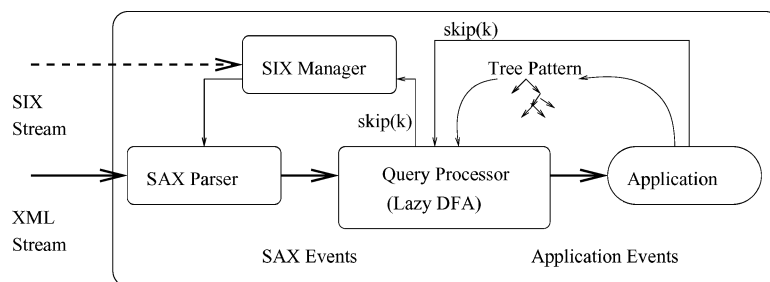 skip(k)
SIX Manager
Tree Pattern
SIX
Stream
skip(k)
SAX Parser
Query Processor
(Lazy DFA)
Application
XML
Stream
SAX Events
Application Events